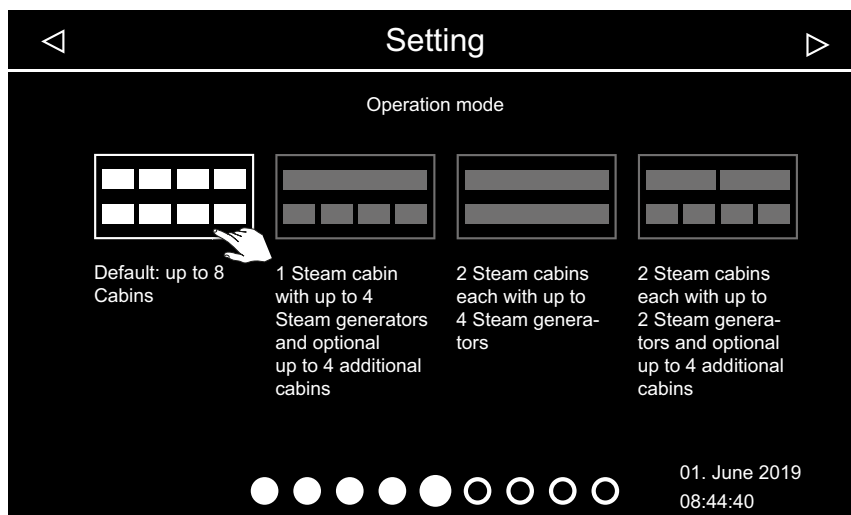 Setting
Operation mode
Default: up to 8
Cabins
1 Steam cabin
with up to 4
Steam generators
and optional
up to 4 additional
cabins
2 Steam cabins
each with up to
4 Steam genera-
tors
2 Steam cabins
each with up to
2 Steam genera-
tors and optional
up to 4 additional
cabins
01. June 2019
08:44:40